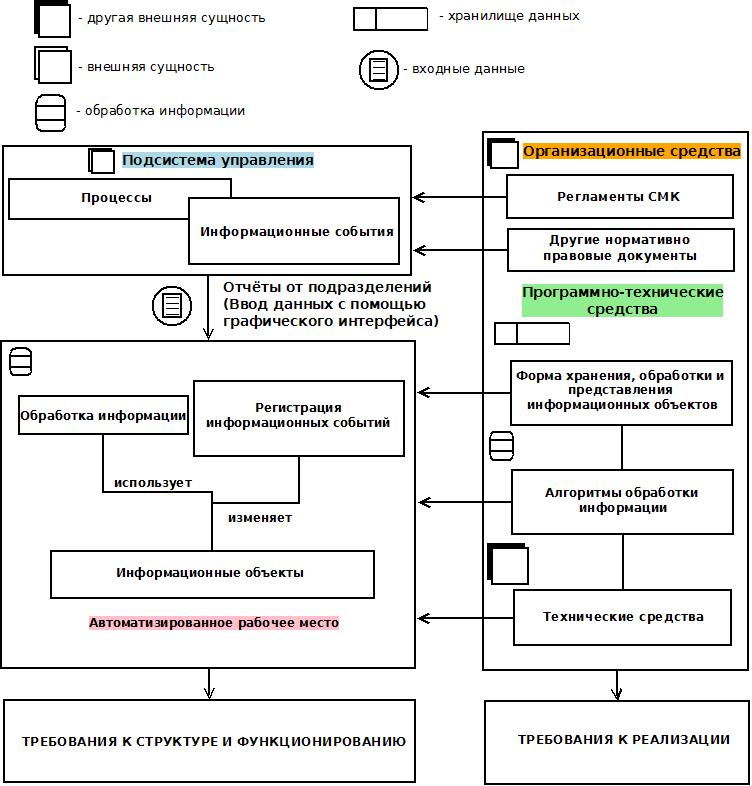 - другая внешняя сущность
- хранилище данных
- внешняя сущность
- входные данные
- обработка информации
Подсистема управления
Процессы
Информационные события
Организационные средства
Регламенты СМК
Другие нормативно
правовые документы
Отчёты от подразделений
(Ввод данных с помощью
графического интерфейса)
Программно-технические
средства
Обработка информации
Регистрация
информационных событий
использует
изменяет
Информационные объекты
Автоматизированное рабочее место
Форма хранения, обработки и
представления
информационных объектов
Алгоритмы обработки
информации
Технические средства
ТРЕБОВАНИЯ К СТРУКТУРЕ И ФУНКЦИОНИРОВАНИЮ
ТРЕБОВАНИЯ К РЕАЛИЗАЦИИ